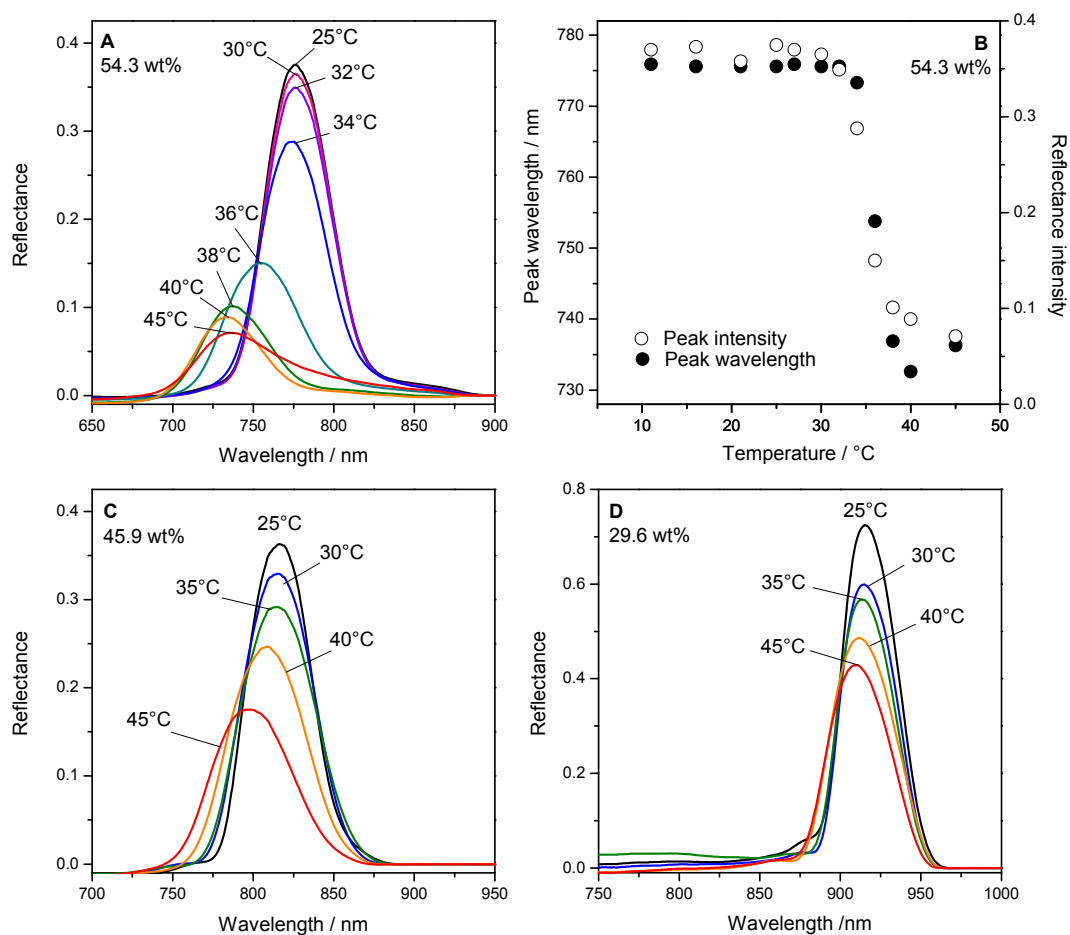 A
54.3 wt%
25°C
30°C
32°C
34°C
36°C
38°C
40°C
45°C
0.4
0.3
0.2
0.1
0.0
Reflectance
650 700 750 800 850 900
Wavelength / nm
B
54.3 wt%
780
770
760
750
740
730
Peak wavelength / nm
0.4
0.3
0.2
0.1
0.0
Reflectance intensity
Peak intensity
Peak wavelength
10 20 30 40 50
Temperature / °C
C
45.9 wt%
25°C
30°C
35°C
40°C
45°C
0.4
0.3
0.2
0.1
0.0
Reflectance
700 750 800 850 900 950
Wavelength / nm
D
29.6 wt%
25°C
30°C
35°C
40°C
45°C
0.8
0.6
0.4
0.2
0.0
Reflectance
750 800 850 900 950 1000
Wavelength /nm